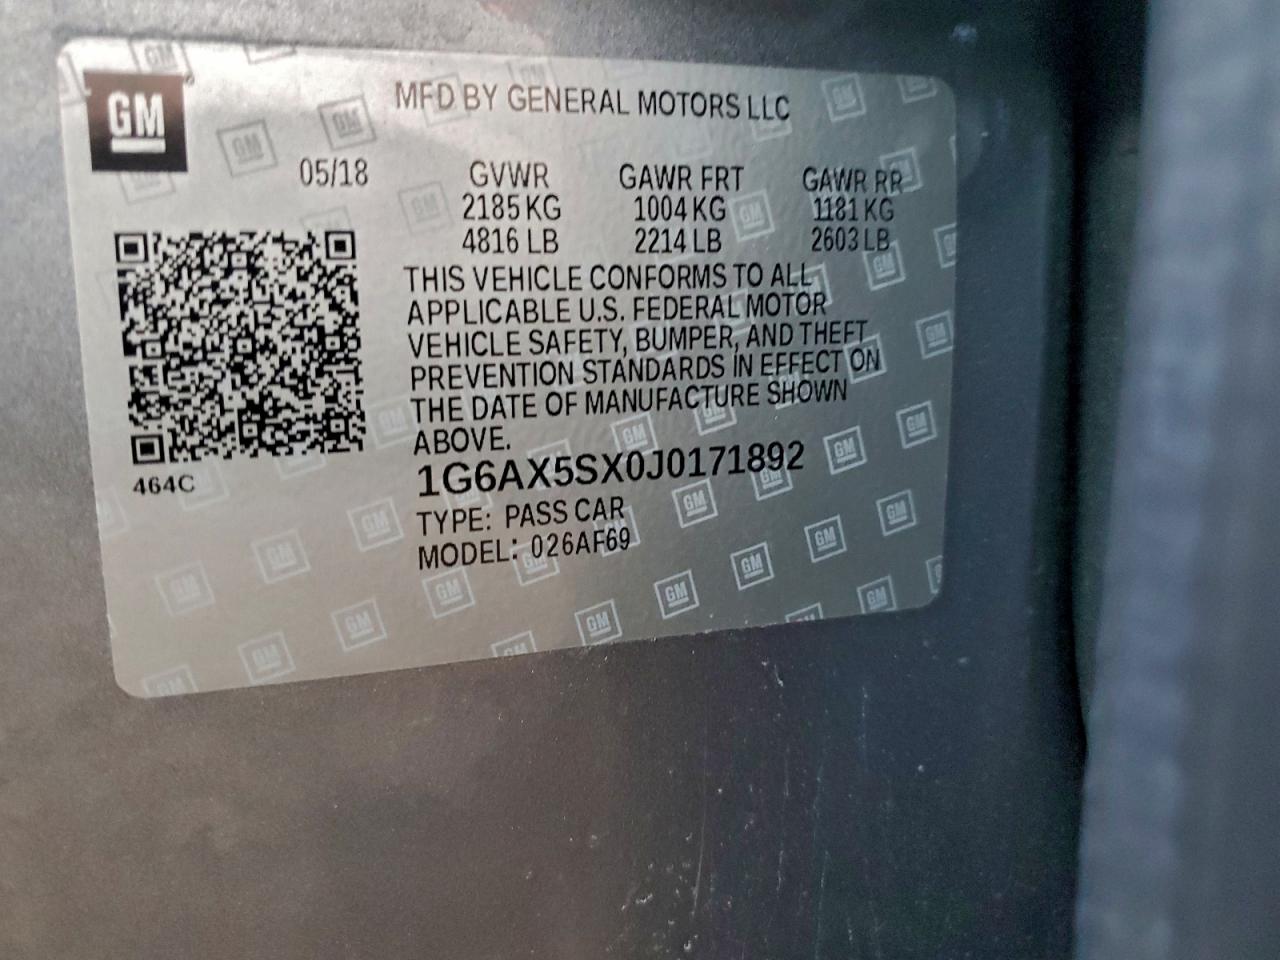 GM
MFD BY GENERAL MOTORS LLC
05/18 GVWR GAWR FRT GAWR RR
2185 KG 1004 KG 1181 KG
4816 LB 2214 LB 2603 LB
THIS VEHICLE CONFORMS TO ALL
APPLICABLE U.S. FEDERAL MOTOR
VEHICLE SAFETY, BUMPER, AND THEFT
PREVENTION STANDARDS IN EFFECT ON
THE DATE OF MANUFACTURE SHOWN
ABOVE.
464C
1G6AX5SX0J0171892
TYPE: PASS CAR
MODEL: 026AF69